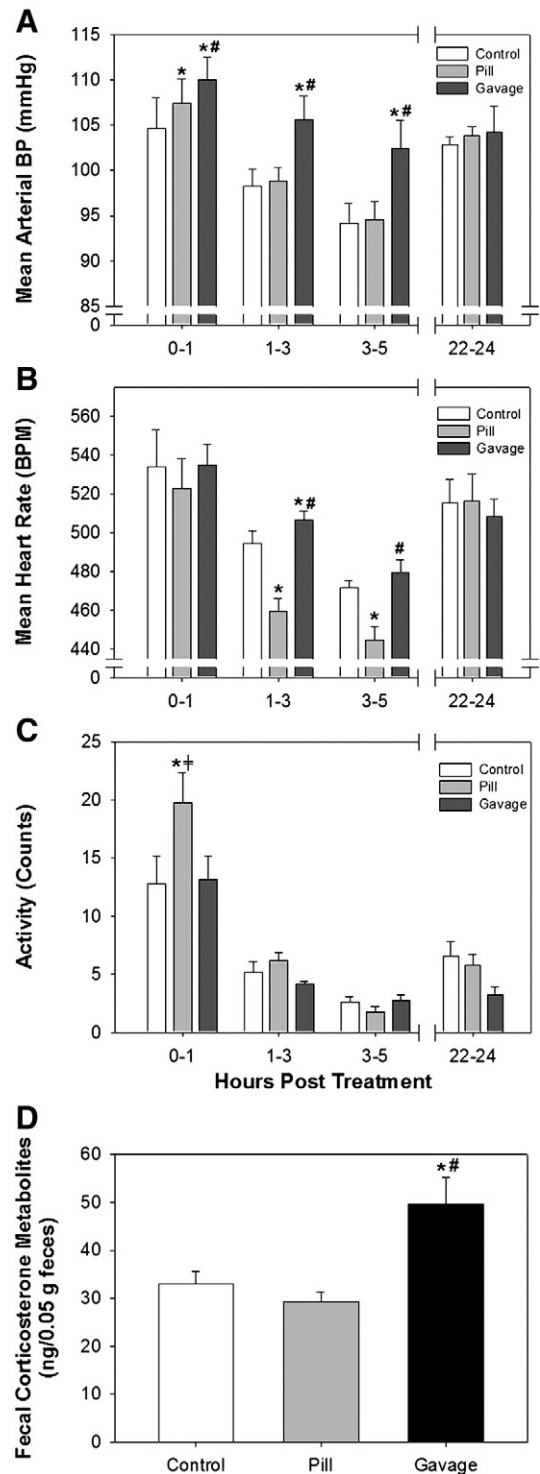 A
Mean Arterial BP (mmHg)
115
110
105
100
95
90
85
0
* *# *# *#
Control
Pill
Gavage
0-1 1-3 3-5 22-24
B
Mean Heart Rate (BPM)
560
540
520
500
480
460
440
0
* *# * #
Control
Pill
Gavage
0-1 1-3 3-5 22-24
C
Activity (Counts)
25
20
15
10
5
0
*ǂ
Control
Pill
Gavage
0-1 1-3 3-5 22-24
Hours Post Treatment
D
Fecal Corticosterone Metabolites
(ng/0.05 g feces)
60
50
40
30
20
10
0
*#
Control Pill Gavage